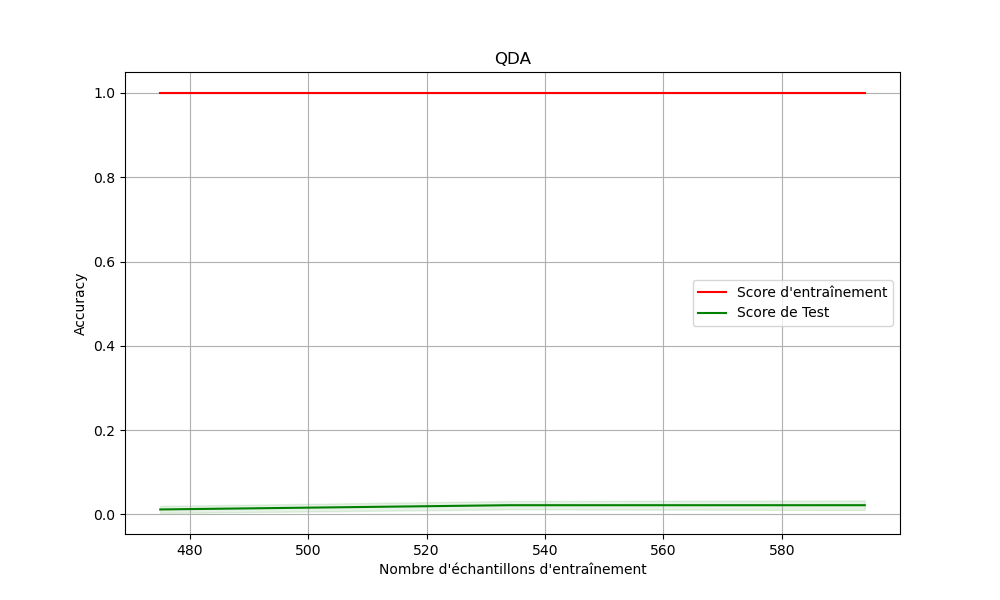 QDA
1.0
0.8
0.6
0.4
0.2
0.0
Accuracy
Score d'entraînement
Score de Test
480 500 520 540 560 580
Nombre d'échantillons d'entraînement